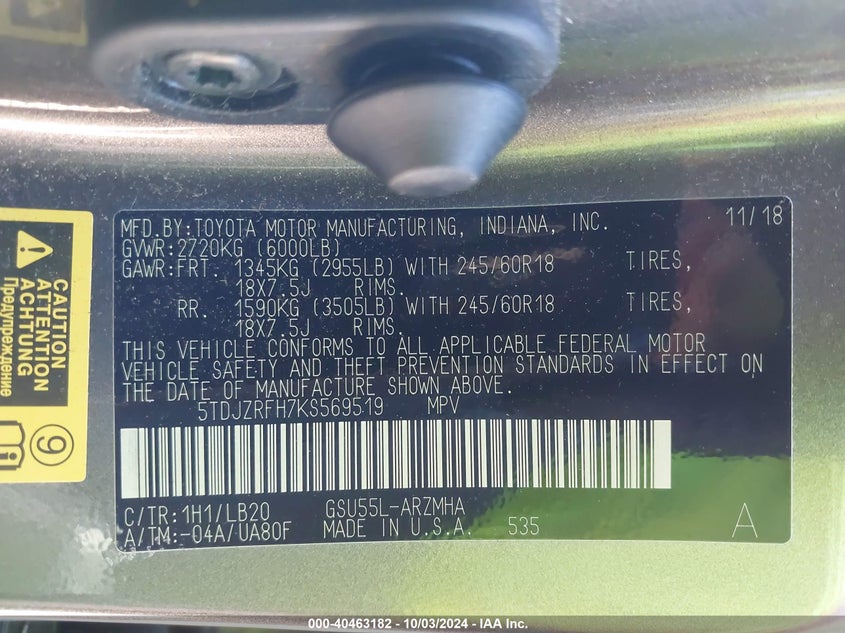 MFD.BY:TOYOTA MOTOR MANUFACTURING, INDIANA, INC. 11/18
GVWR:2720KG (6000LB)
GAWR:FRT. 1345KG (2955LB) WITH 245/60R18 TIRES,
18X7.5J RIMS.
RR. 1590KG (3505LB) WITH 245/60R18 TIRES,
18X7.5J RIMS.
THIS VEHICLE CONFORMS TO ALL APPLICABLE FEDERAL MOTOR
VEHICLE SAFETY AND THEFT PREVENTION STANDARDS IN EFFECT ON
THE DATE OF MANUFACTURE SHOWN ABOVE.
5TDJZRFH7KS569519 MPV
C/TR:1H1/LB20 GSU55L-ARZMHA
A/TM:-04A/UA80F MADE IN U.S.A. 535 A
CAUTION
ATTENTION
ACHTUNG
Предупреждение
9
000-40463182 - 10/03/2024 - IAA Inc.